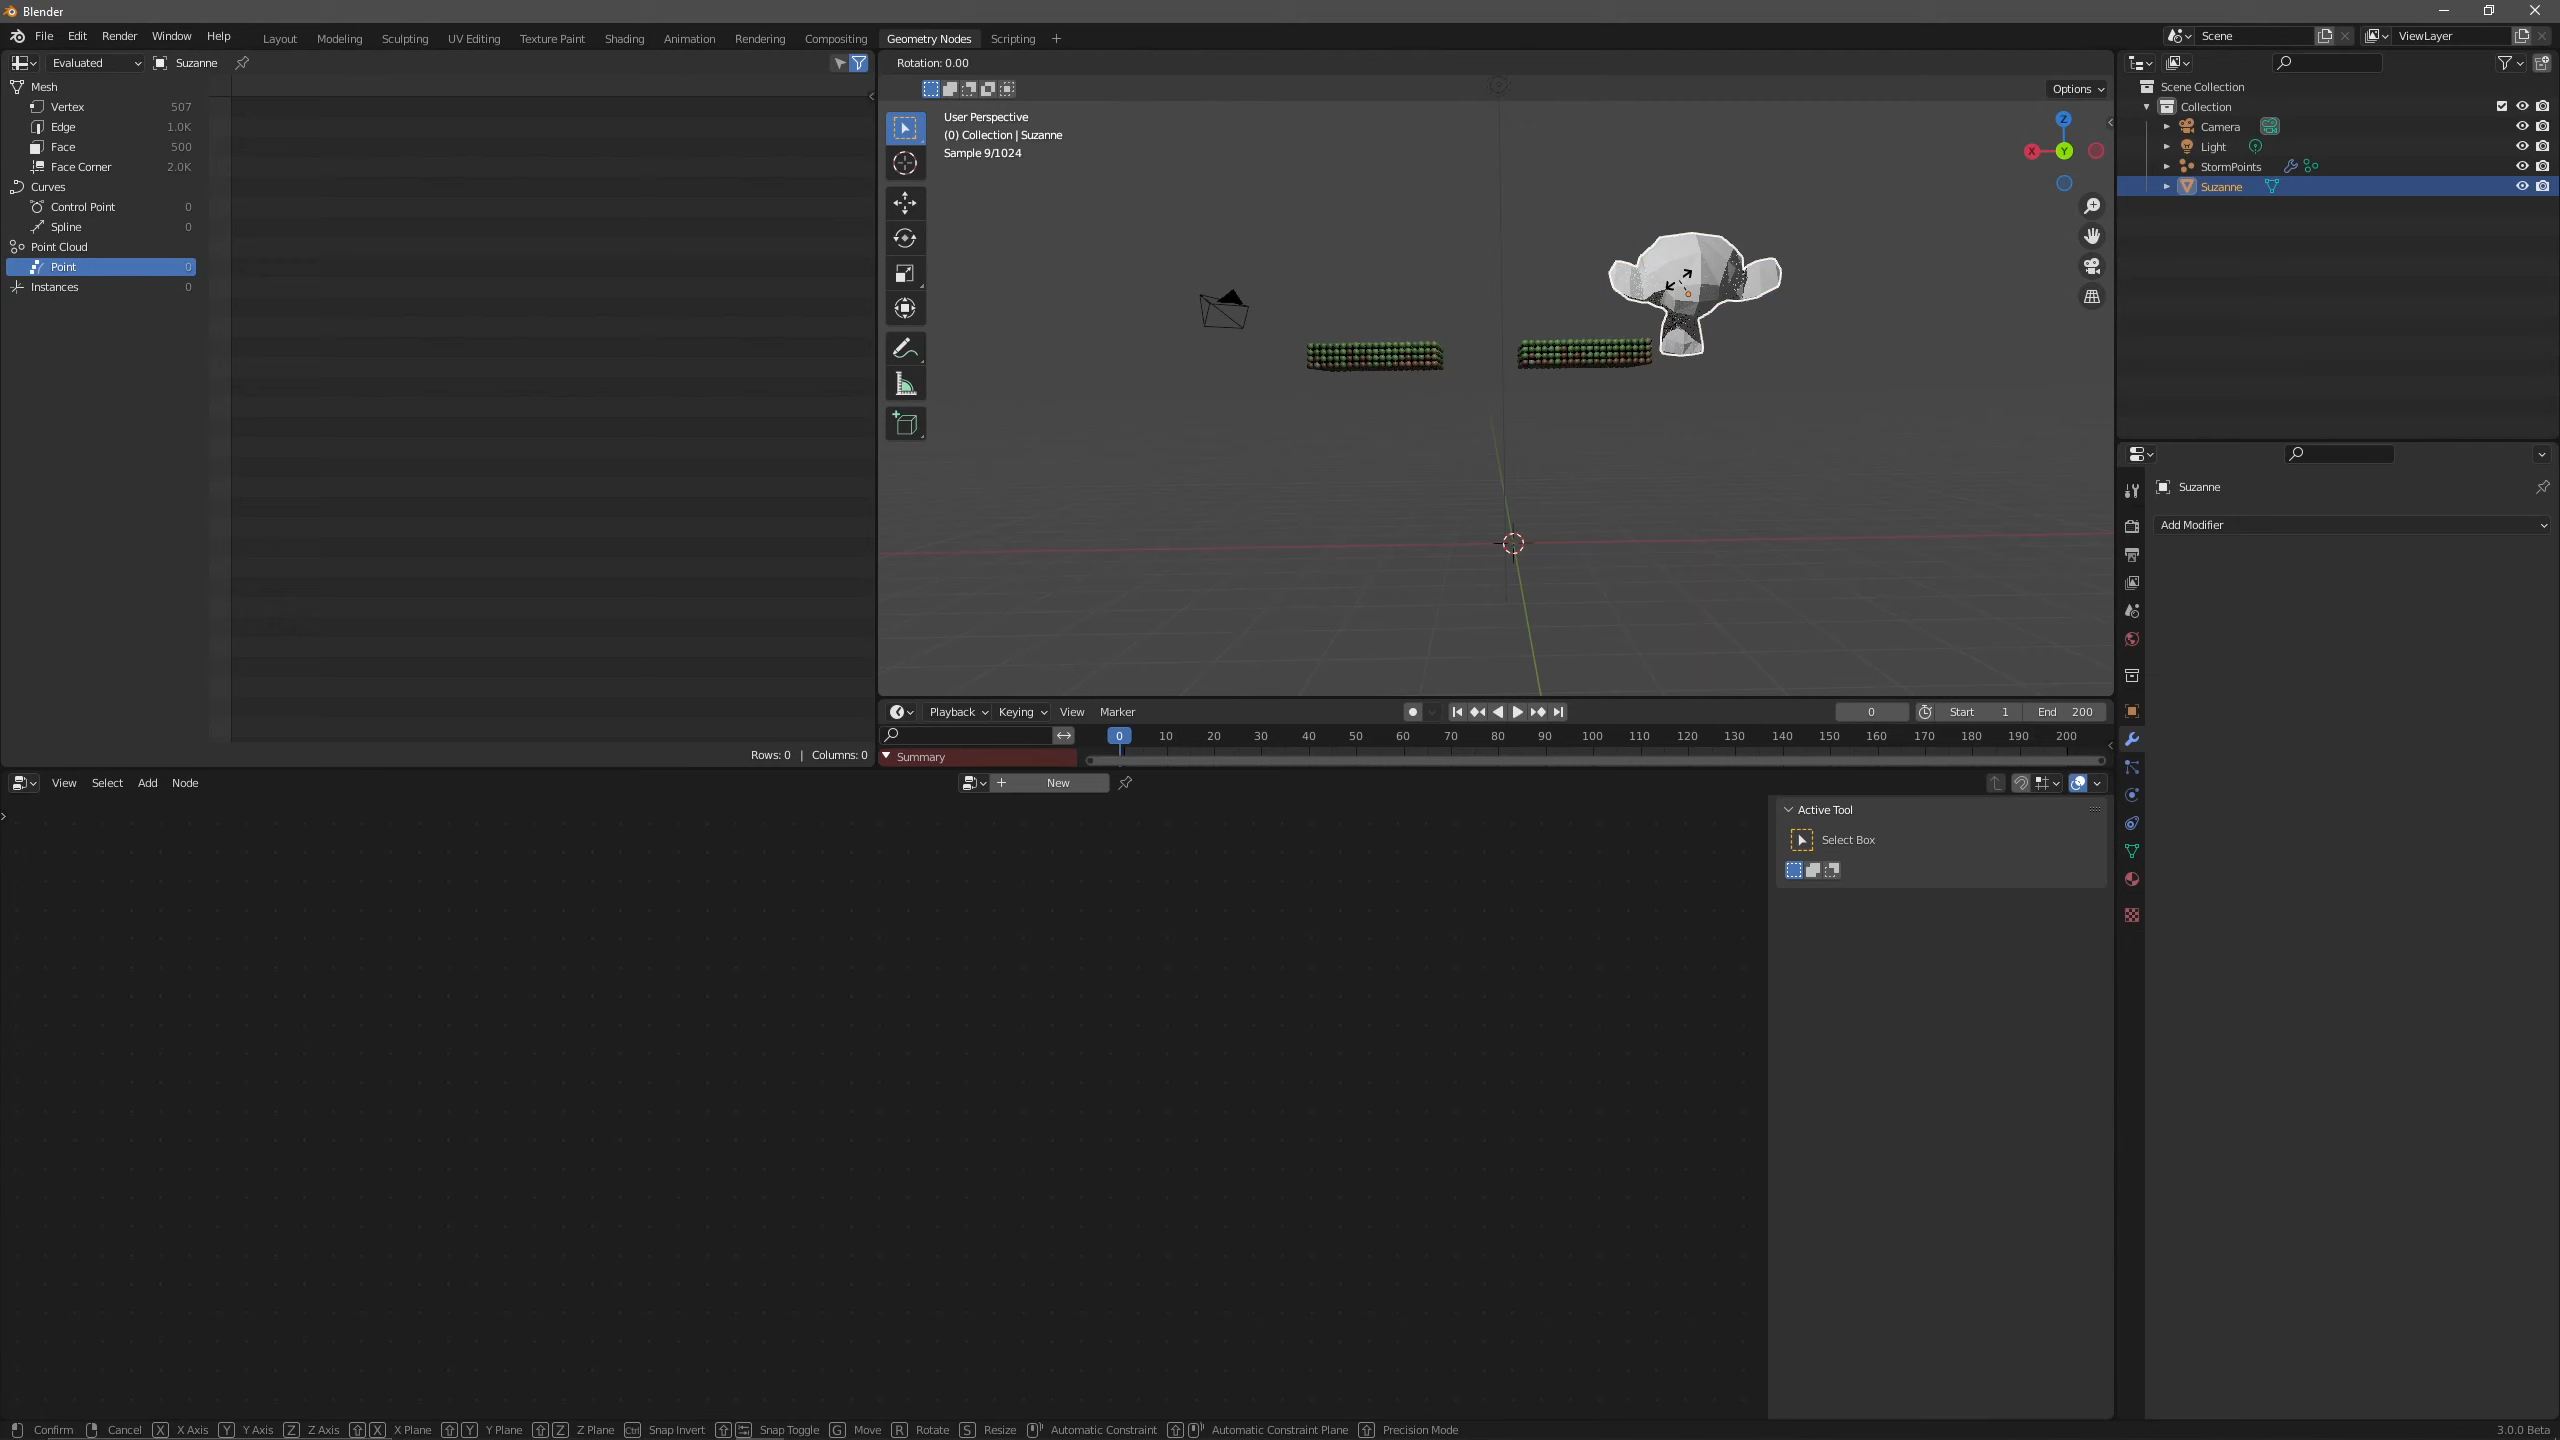 Blender
File Edit Render Window Help Layout Modeling Sculpting UV Editing Texture Paint Shading Animation Rendering Compositing Geometry Nodes Scripting + Scene ViewLayer
Evaluated Suzanne
Mesh
Vertex 507
Edge 1.0K
Face 500
Face Corner 2.0K
Curves
Control Point 0
Spline 0
Point Cloud
Point 0
Instances 0
Rows: 0 | Columns: 0
Rotation: 0.00
Options
User Perspective
(0) Collection | Suzanne
Sample 9/1024
Z
X Y
Playback Keying View Marker 0 Start 1 End 200
0 10 20 30 40 50 60 70 80 90 100 110 120 130 140 150 160 170 180 190 200
Summary
Scene Collection
Collection
Camera
Light
StormPoints
Suzanne
Suzanne
Add Modifier
View Select Add Node + New
Active Tool
Select Box
Confirm Cancel X X Axis Y Y Axis Z Z Axis X X Plane Y Y Plane Z Z Plane Ctrl Snap Invert Snap Toggle G Move R Rotate S Resize Automatic Constraint Automatic Constraint Plane Precision Mode 3.0.0 Beta